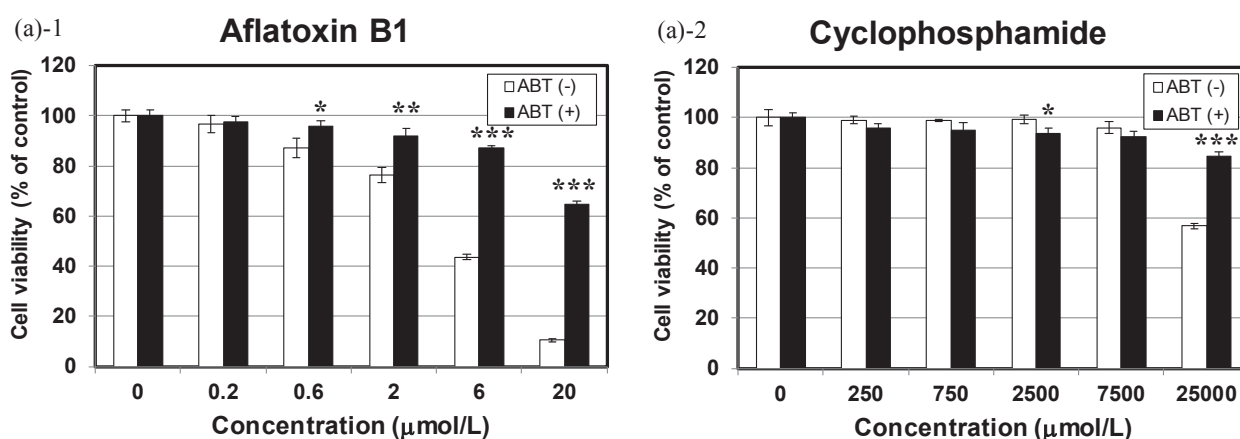 (a)-1
Aflatoxin B1
120
100
80
60
40
20
0
Cell viability (% of control)
ABT (-)
ABT (+)
*
**
***
***
0 0.2 0.6 2 6 20
Concentration (μmol/L)
(a)-2
Cyclophosphamide
120
100
80
60
40
20
0
Cell viability (% of control)
ABT (-)
ABT (+)
*
***
0 250 750 2500 7500 25000
Concentration (μmol/L)